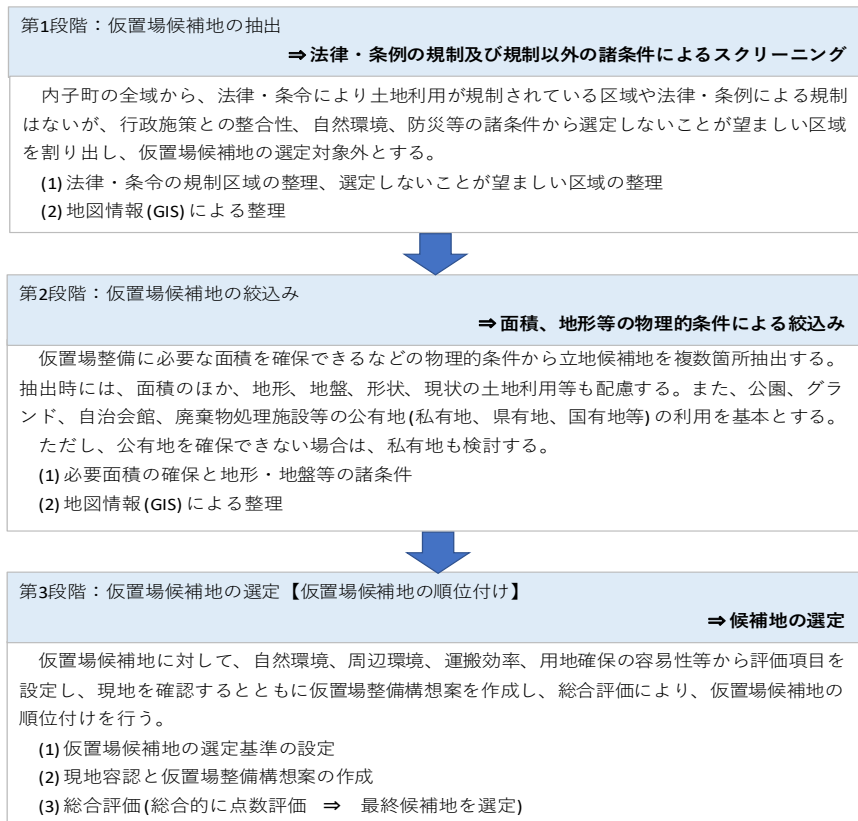 第1段階：仮置場候補地の抽出
⇒法律・条例の規制及び規制以外の諸条件によるスクリーニング
内子町の全域から、法律・条令により土地利用が規制されている区域や法律・条例による規制
はないが、行政施策との整合性、自然環境、防災等の諸条件から選定しないことが望ましい区域
を割り出し、仮置場候補地の選定対象外とする。
(1)法律・条令の規制区域の整理、選定しないことが望ましい区域の整理
(2)地図情報(GIS)による整理
第2段階：仮置場候補地の絞込み
⇒面積、地形等の物理的条件による絞込み
仮置場整備に必要な面積を確保できるなどの物理的条件から立地候補地を複数箇所抽出する。
抽出時には、面積のほか、地形、地盤、形状、現状の土地利用等も配慮する。また、公園、グラ
ンド、自治会館、廃棄物処理施設等の公有地(私有地、県有地、国有地等)の利用を基本とする。
ただし、公有地を確保できない場合は、私有地も検討する。
(1)必要面積の確保と地形・地盤等の諸条件
(2)地図情報(GIS)による整理
第3段階：仮置場候補地の選定【仮置場候補地の順位付け】
⇒候補地の選定
仮置場候補地に対して、自然環境、周辺環境、運搬効率、用地確保の容易性等から評価項目を
設定し、現地を確認するとともに仮置場整備構想案を作成し、総合評価により、仮置場候補地の
順位付けを行う。
(1)仮置場候補地の選定基準の設定
(2)現地容認と仮置場整備構想案の作成
(3)総合評価(総合的に点数評価 ⇒ 最終候補地を選定)